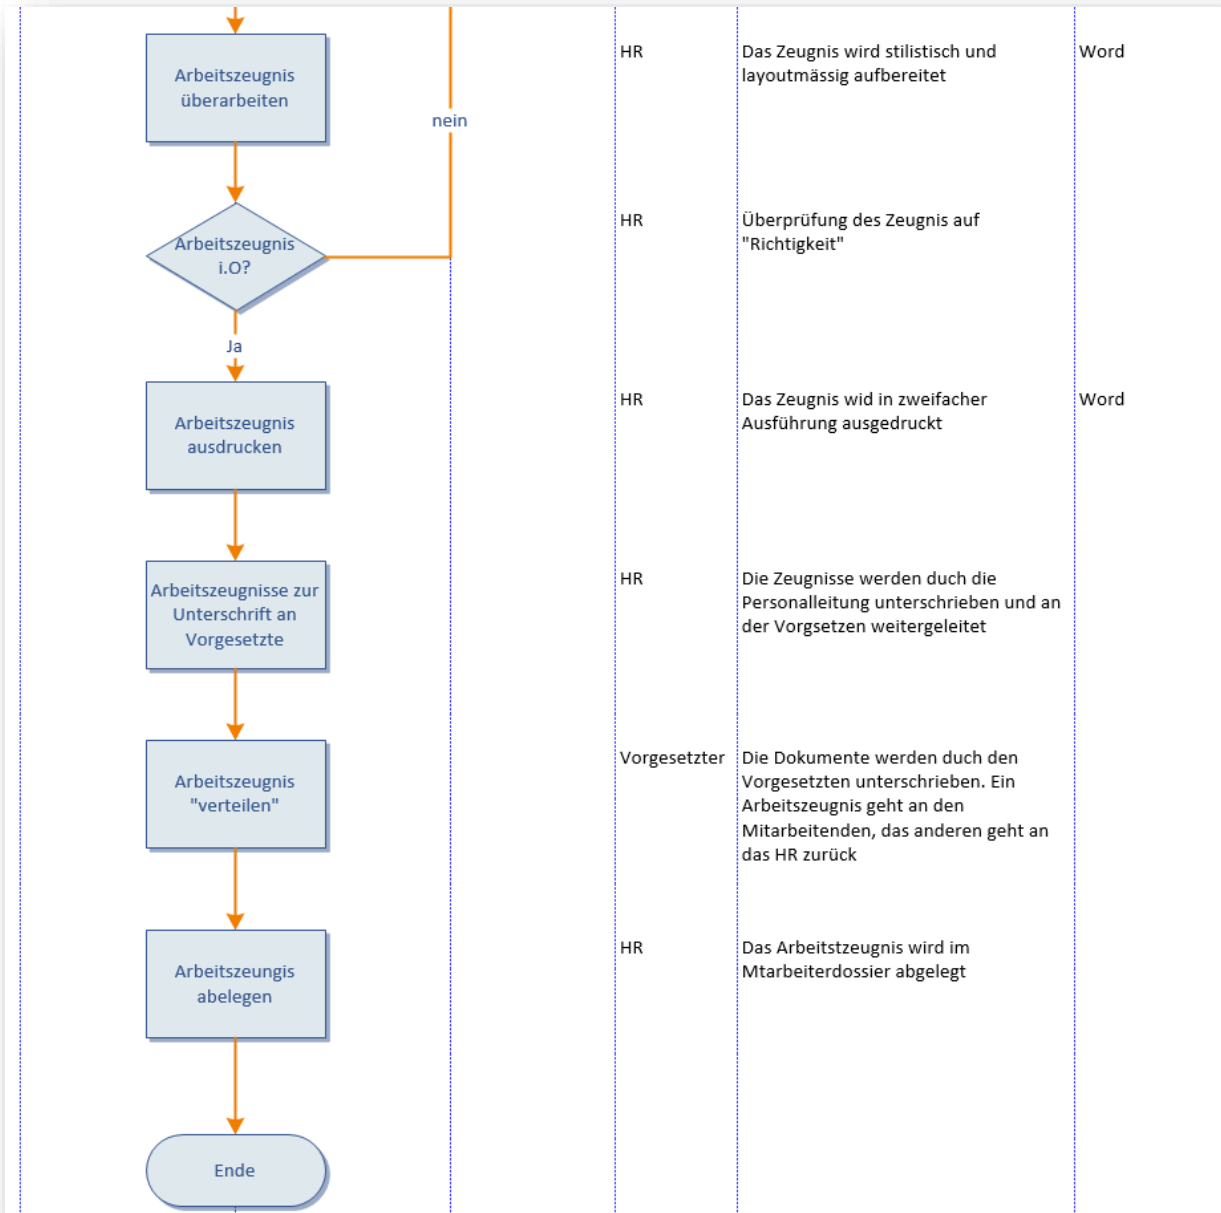 Arbeitszeugnis
überarbeiten
HR
Das Zeugnis wird stilistisch und
layoutmässig aufbereitet
Word
nein
Arbeitszeugnis
i.O?
HR
Überprüfung des Zeugnis auf
"Richtigkeit"
Ja
Arbeitszeugnis
ausdrucken
HR
Das Zeugnis wid in zweifacher
Ausführung ausgedruckt
Word
Arbeitszeugnisse zur
Unterschrift an
Vorgesetzte
HR
Die Zeugnisse werden duch die
Personalleitung unterschrieben und an
der Vorgsetzen weitergeleitet
Arbeitszeugnis
"verteilen"
Vorgesetzter
Die Dokumente werden duch den
Vorgesetzten unterschrieben. Ein
Arbeitszeugnis geht an den
Mitarbeitenden, das anderen geht an
das HR zurück
Arbeitszeungis
abelegen
HR
Das Arbeitstzeugnis wird im
Mtarbeiterdossier abgelegt
Ende